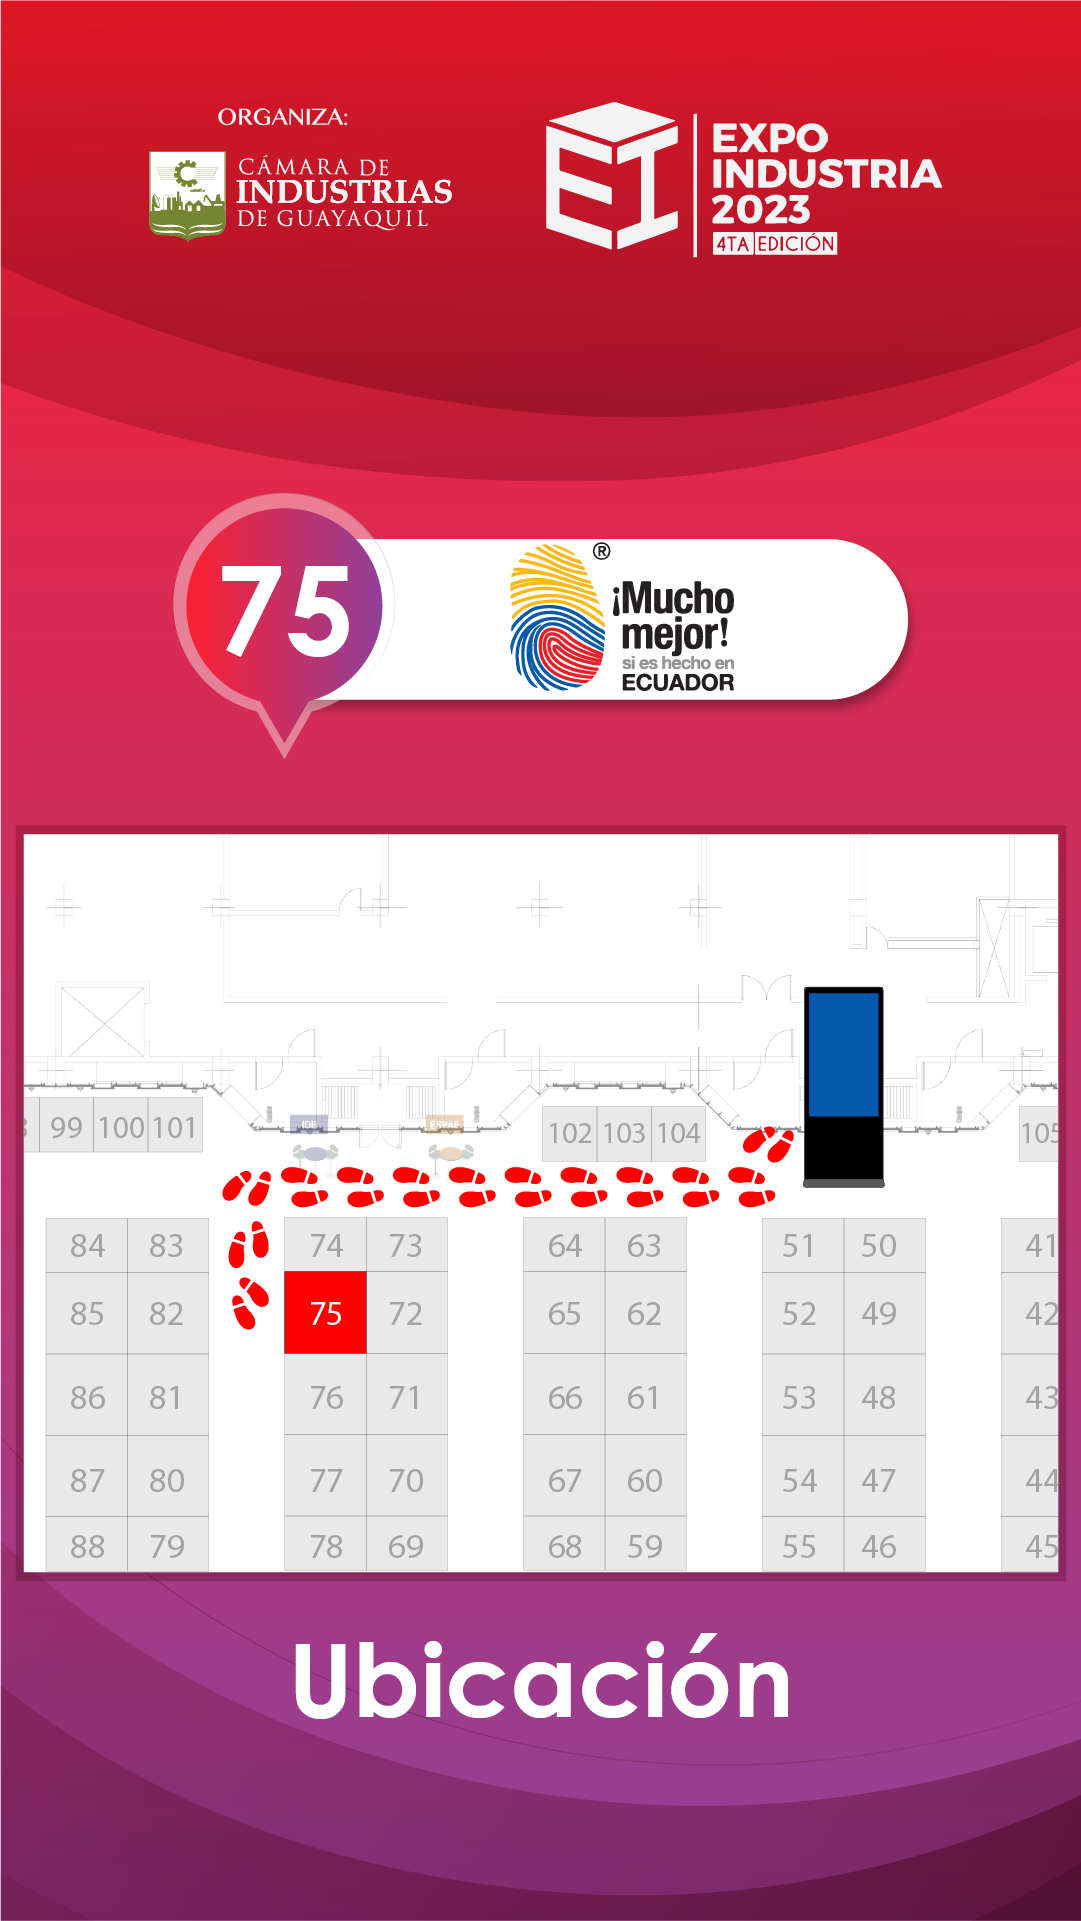 ORGANIZA:
CÁMARA DE
INDUSTRIAS
DE GUAYAQUIL
EI
EXPO
INDUSTRIA
2023
4TA EDICIÓN
75
®
¡Mucho
mejor!
si es hecho en
ECUADOR
IDE
ESPAE
99 100 101
102 103 104
105
84 83 74 73 64 63 51 50 41
85 82 75 72 65 62 52 49 42
86 81 76 71 66 61 53 48 43
87 80 77 70 67 60 54 47 44
88 79 78 69 68 59 55 46 45
Ubicación